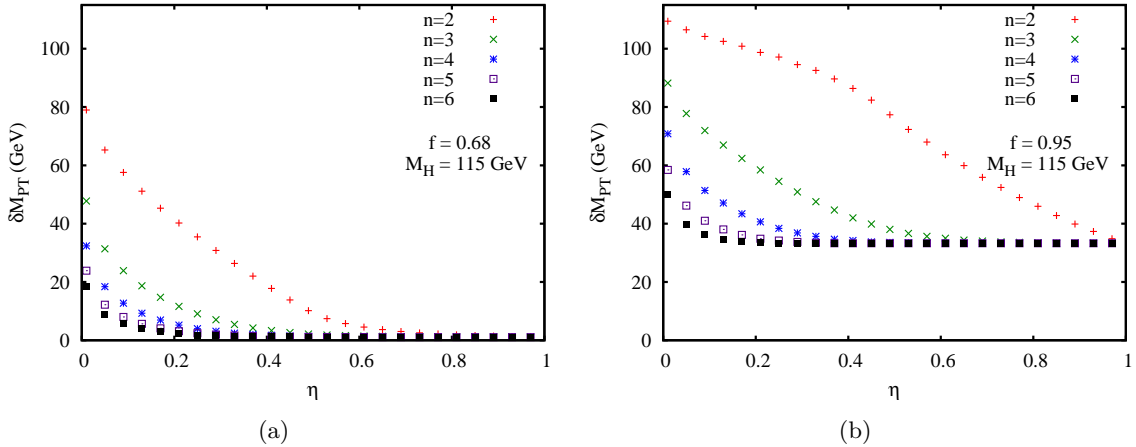 100
80
60
40
20
0
δM_PT (GeV)
n=2
n=3
n=4
n=5
n=6
f = 0.68
M_H = 115 GeV
0 0.2 0.4 0.6 0.8 1
η
(a)
100
80
60
40
20
0
δM_PT (GeV)
n=2
n=3
n=4
n=5
n=6
f = 0.95
M_H = 115 GeV
0 0.2 0.4 0.6 0.8 1
η
(b)